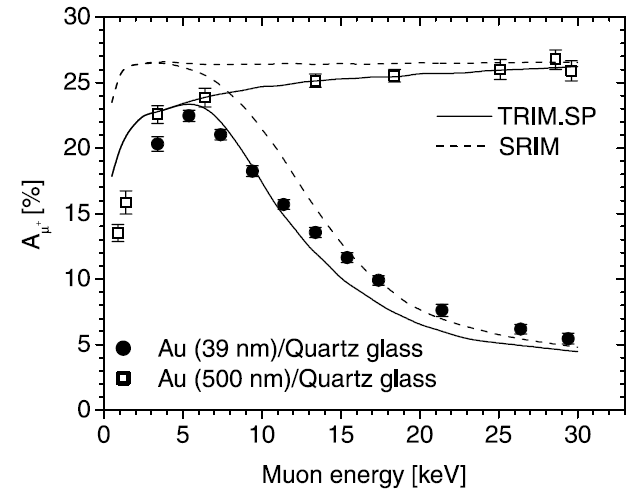 30
25
20
15
10
5
0
A_μ+ [%]
TRIM.SP
SRIM
Au (39 nm)/Quartz glass
Au (500 nm)/Quartz glass
0 5 10 15 20 25 30
Muon energy [keV]